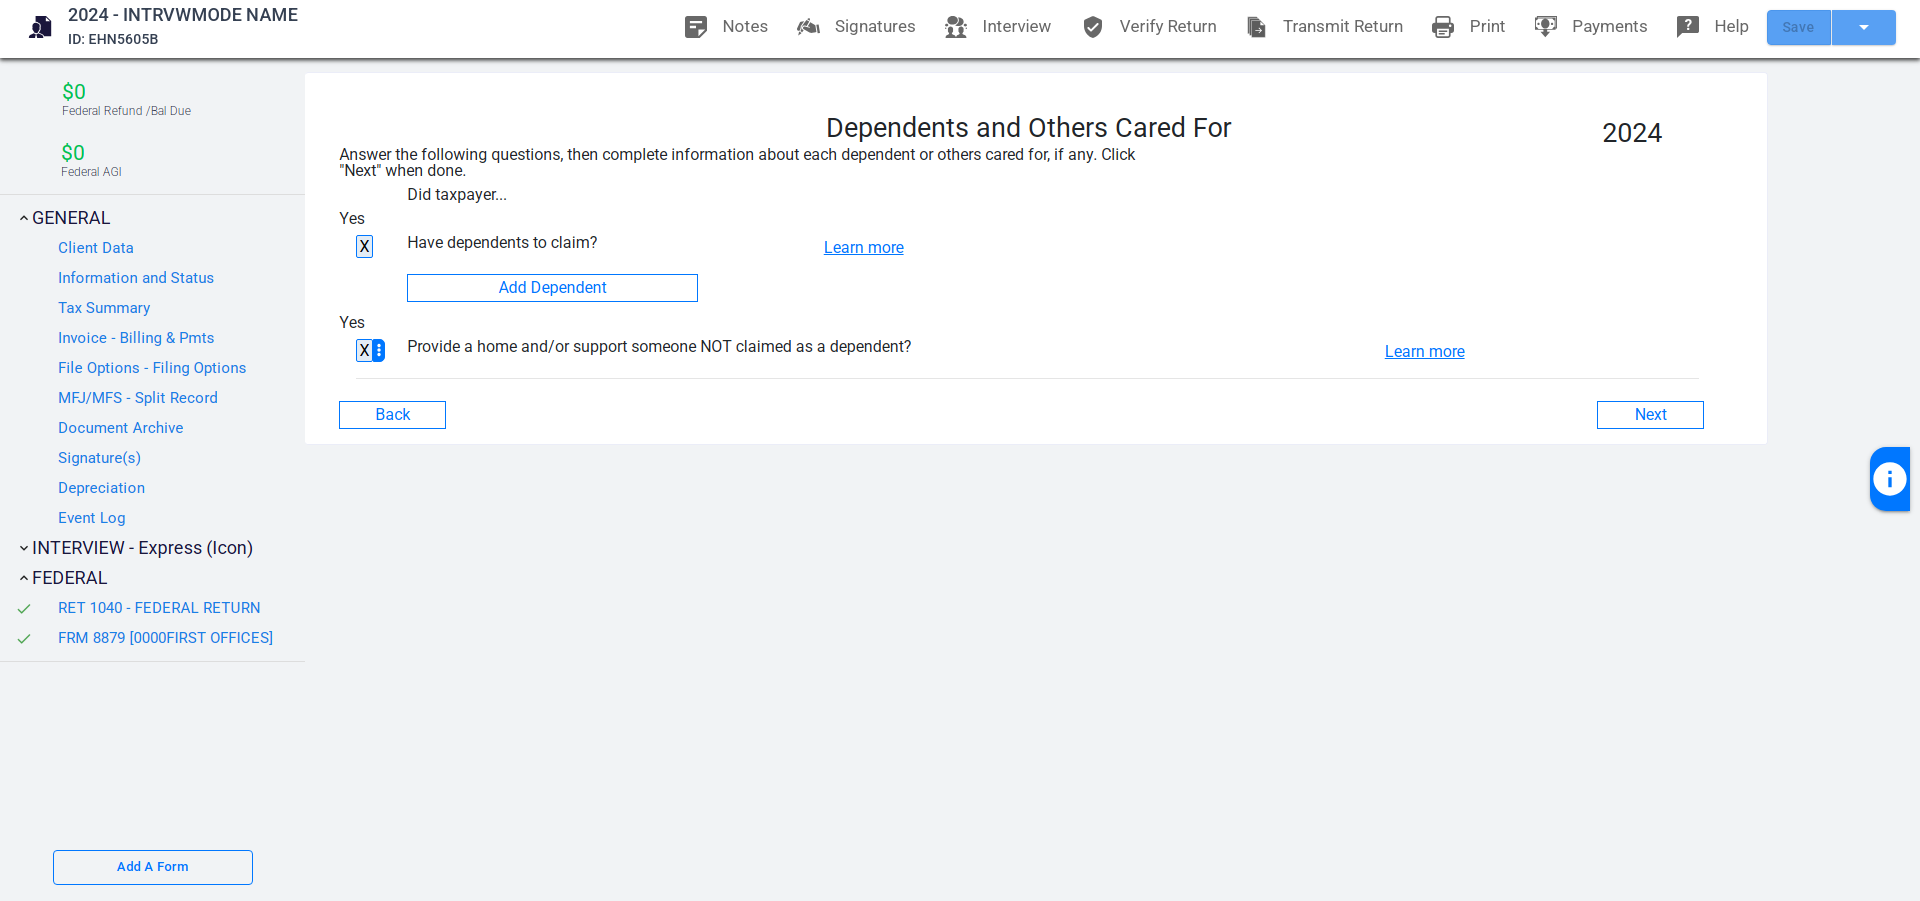 2024 - INTRVWMODE NAME
ID: EHN5605B
Notes
Signatures
Interview
Verify Return
Transmit Return
Print
Payments
Help
Save
$0
Federal Refund /Bal Due
$0
Federal AGI
GENERAL
Client Data
Information and Status
Tax Summary
Invoice - Billing & Pmts
File Options - Filing Options
MFJ/MFS - Split Record
Document Archive
Signature(s)
Depreciation
Event Log
INTERVIEW - Express (Icon)
FEDERAL
RET 1040 - FEDERAL RETURN
FRM 8879 [0000FIRST OFFICES]
Add A Form
Dependents and Others Cared For
2024
Answer the following questions, then complete information about each dependent or others cared for, if any. Click
"Next" when done.
Did taxpayer...
Yes
X Have dependents to claim? Learn more
Add Dependent
Yes
X Provide a home and/or support someone NOT claimed as a dependent? Learn more
Back
Next